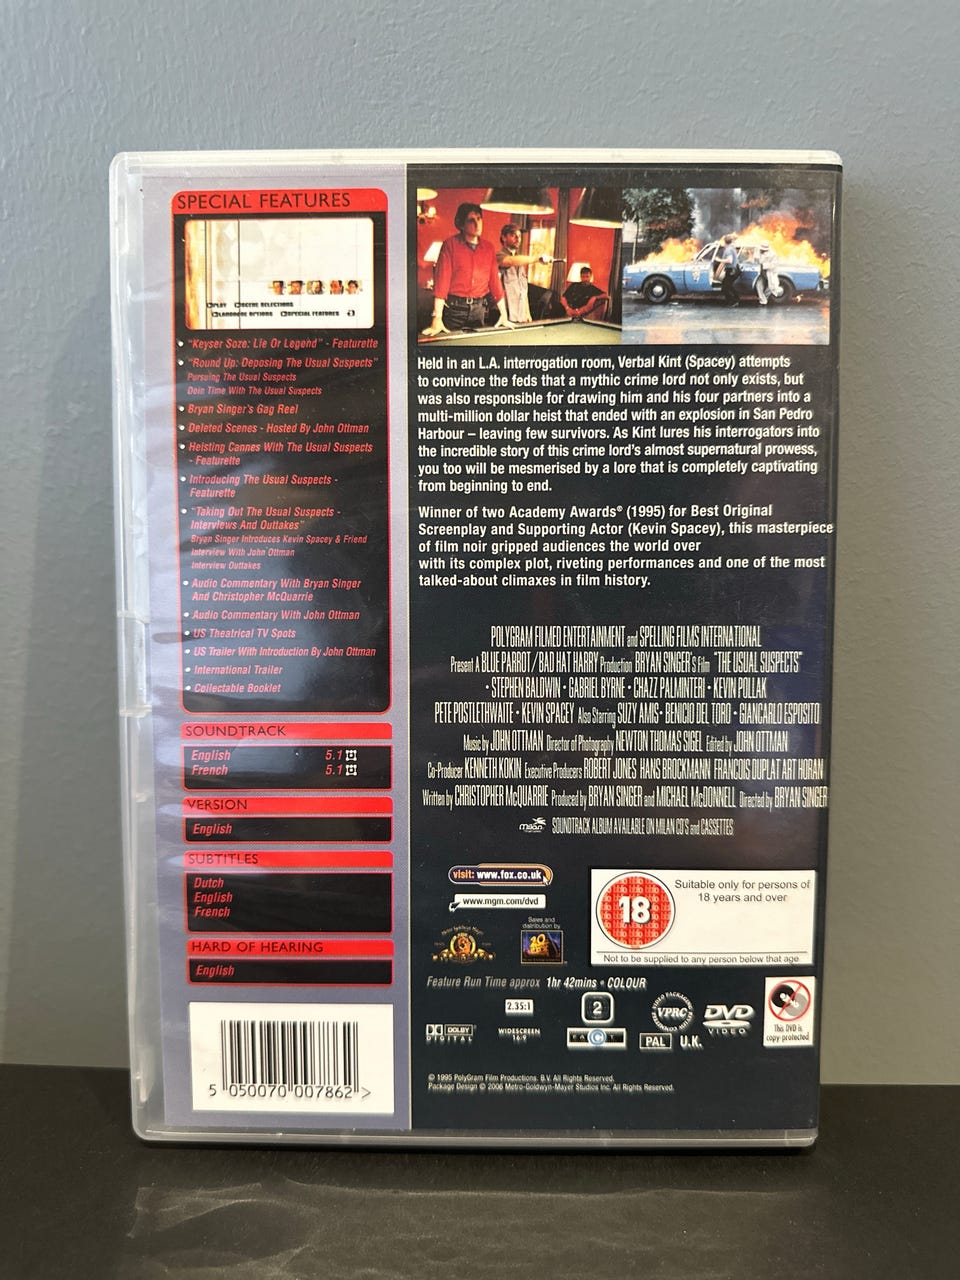 SPECIAL FEATURES
PLAY SCENE SELECTIONS
LANGUAGE OPTIONS SPECIAL FEATURES
• "Keyser Soze: Lie Or Legend" - Featurette
• "Round Up: Deposing The Usual Suspects"
Pursuing The Usual Suspects
Doin Time With The Usual Suspects
• Bryan Singer's Gag Reel
• Deleted Scenes - Hosted By John Ottman
• Heisting Cannes With The Usual Suspects
- Featurette
• Introducing The Usual Suspects -
Featurette
• "Taking Out The Usual Suspects -
Interviews And Outtakes"
Bryan Singer Introduces Kevin Spacey & Friend
Interview With John Ottman
Interview Outtakes
• Audio Commentary With Bryan Singer
And Christopher McQuarrie
• Audio Commentary With John Ottman
• US Theatrical TV Spots
• US Trailer With Introduction By John Ottman
• International Trailer
• Collectable Booklet
SOUNDTRACK
English 5.1
French 5.1
VERSION
English
SUBTITLES
Dutch
English
French
HARD OF HEARING
English
5 050070 007862 >
Held in an L.A. interrogation room, Verbal Kint (Spacey) attempts
to convince the feds that a mythic crime lord not only exists, but
was also responsible for drawing him and his four partners into a
multi-million dollar heist that ended with an explosion in San Pedro
Harbour – leaving few survivors. As Kint lures his interrogators into
the incredible story of this crime lord's almost supernatural prowess,
you too will be mesmerised by a lore that is completely captivating
from beginning to end.
Winner of two Academy Awards® (1995) for Best Original
Screenplay and Supporting Actor (Kevin Spacey), this masterpiece
of film noir gripped audiences the world over
with its complex plot, riveting performances and one of the most
talked-about climaxes in film history.
POLYGRAM FILMED ENTERTAINMENT and SPELLING FILMS INTERNATIONAL
Present A BLUE PARROT/BAD HAT HARRY Production BRYAN SINGER'S Film "THE USUAL SUSPECTS"
• STEPHEN BALDWIN • GABRIEL BYRNE • CHAZZ PALMINTERI • KEVIN POLLAK
PETE POSTLETHWAITE • KEVIN SPACEY Also Starring SUZY AMIS • BENICIO DEL TORO • GIANCARLO ESPOSITO
Music by JOHN OTTMAN Director of Photography NEWTON THOMAS SIGEL Edited by JOHN OTTMAN
Co-Producer KENNETH KOKIN Executive Producers ROBERT JONES HANS BROCKMANN FRANCOIS DUPLAT ART HORAN
Written by CHRISTOPHER McQUARRIE Produced by BRYAN SINGER and MICHAEL McDONNELL Directed by BRYAN SINGER
milan SOUNDTRACK ALBUM AVAILABLE ON MILAN CD'S and CASSETTES
visit: www.fox.co.uk
www.mgm.com/dvd
Sales and
distribution by
20
18
Suitable only for persons of
18 years and over
Not to be supplied to any person below that age
Feature Run Time approx 1hr 42mins • COLOUR
2.35:1
WIDESCREEN
16:9
DOLBY
DIGITAL
2
FACT
VPRC
PAL U.K.
DVD
VIDEO
This DVD is
copy protected
© 1995 PolyGram Film Productions. B.V. All Rights Reserved.
Package Design © 2006 Metro-Goldwyn-Mayer Studios Inc. All Rights Reserved.